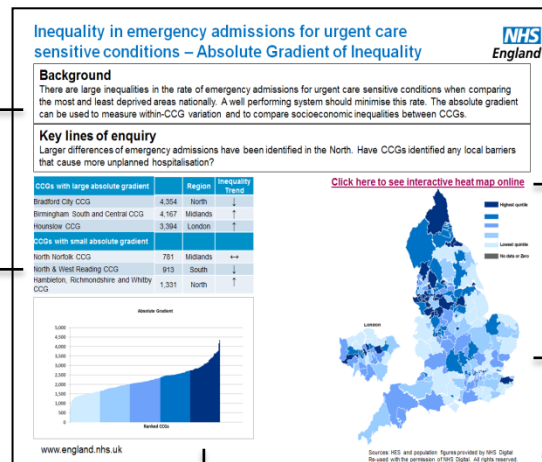 Inequality in emergency admissions for urgent care
sensitive conditions – Absolute Gradient of Inequality
NHS
England
Background
There are large inequalities in the rate of emergency admissions for urgent care sensitive conditions when comparing
the most and least deprived areas nationally. A well performing system should minimise this rate. The absolute gradient
can be used to measure within-CCG variation and to compare socioeconomic inequalities between CCGs.
Key lines of enquiry
Larger differences of emergency admissions have been identified in the North. Have CCGs identified any local barriers
that cause more unplanned hospitalisation?
CCGs with large absolute gradient Region Inequality Trend
Bradford City CCG 4,354 North ↓
Birmingham South and Central CCG 4,167 Midlands ↑
Hounslow CCG 3,394 London ↑
CCGs with small absolute gradient
North Norfolk CCG 781 Midlands ↔
North & West Reading CCG 913 South ↓
Hambleton, Richmondshire and Whitby CCG 1,331 North ↑
Click here to see interactive heat map online
Highest quintile
Lowest quintile
No data or Zero
LONDON
Absolute Gradient
5,000
4,500
4,000
3,500
3,000
2,500
2,000
1,500
1,000
500
0
Ranked CCGs
www.england.nhs.uk
Sources: HES and population figures provided by NHS Digital
Re-used with the permission of NHS Digital. All rights reserved.